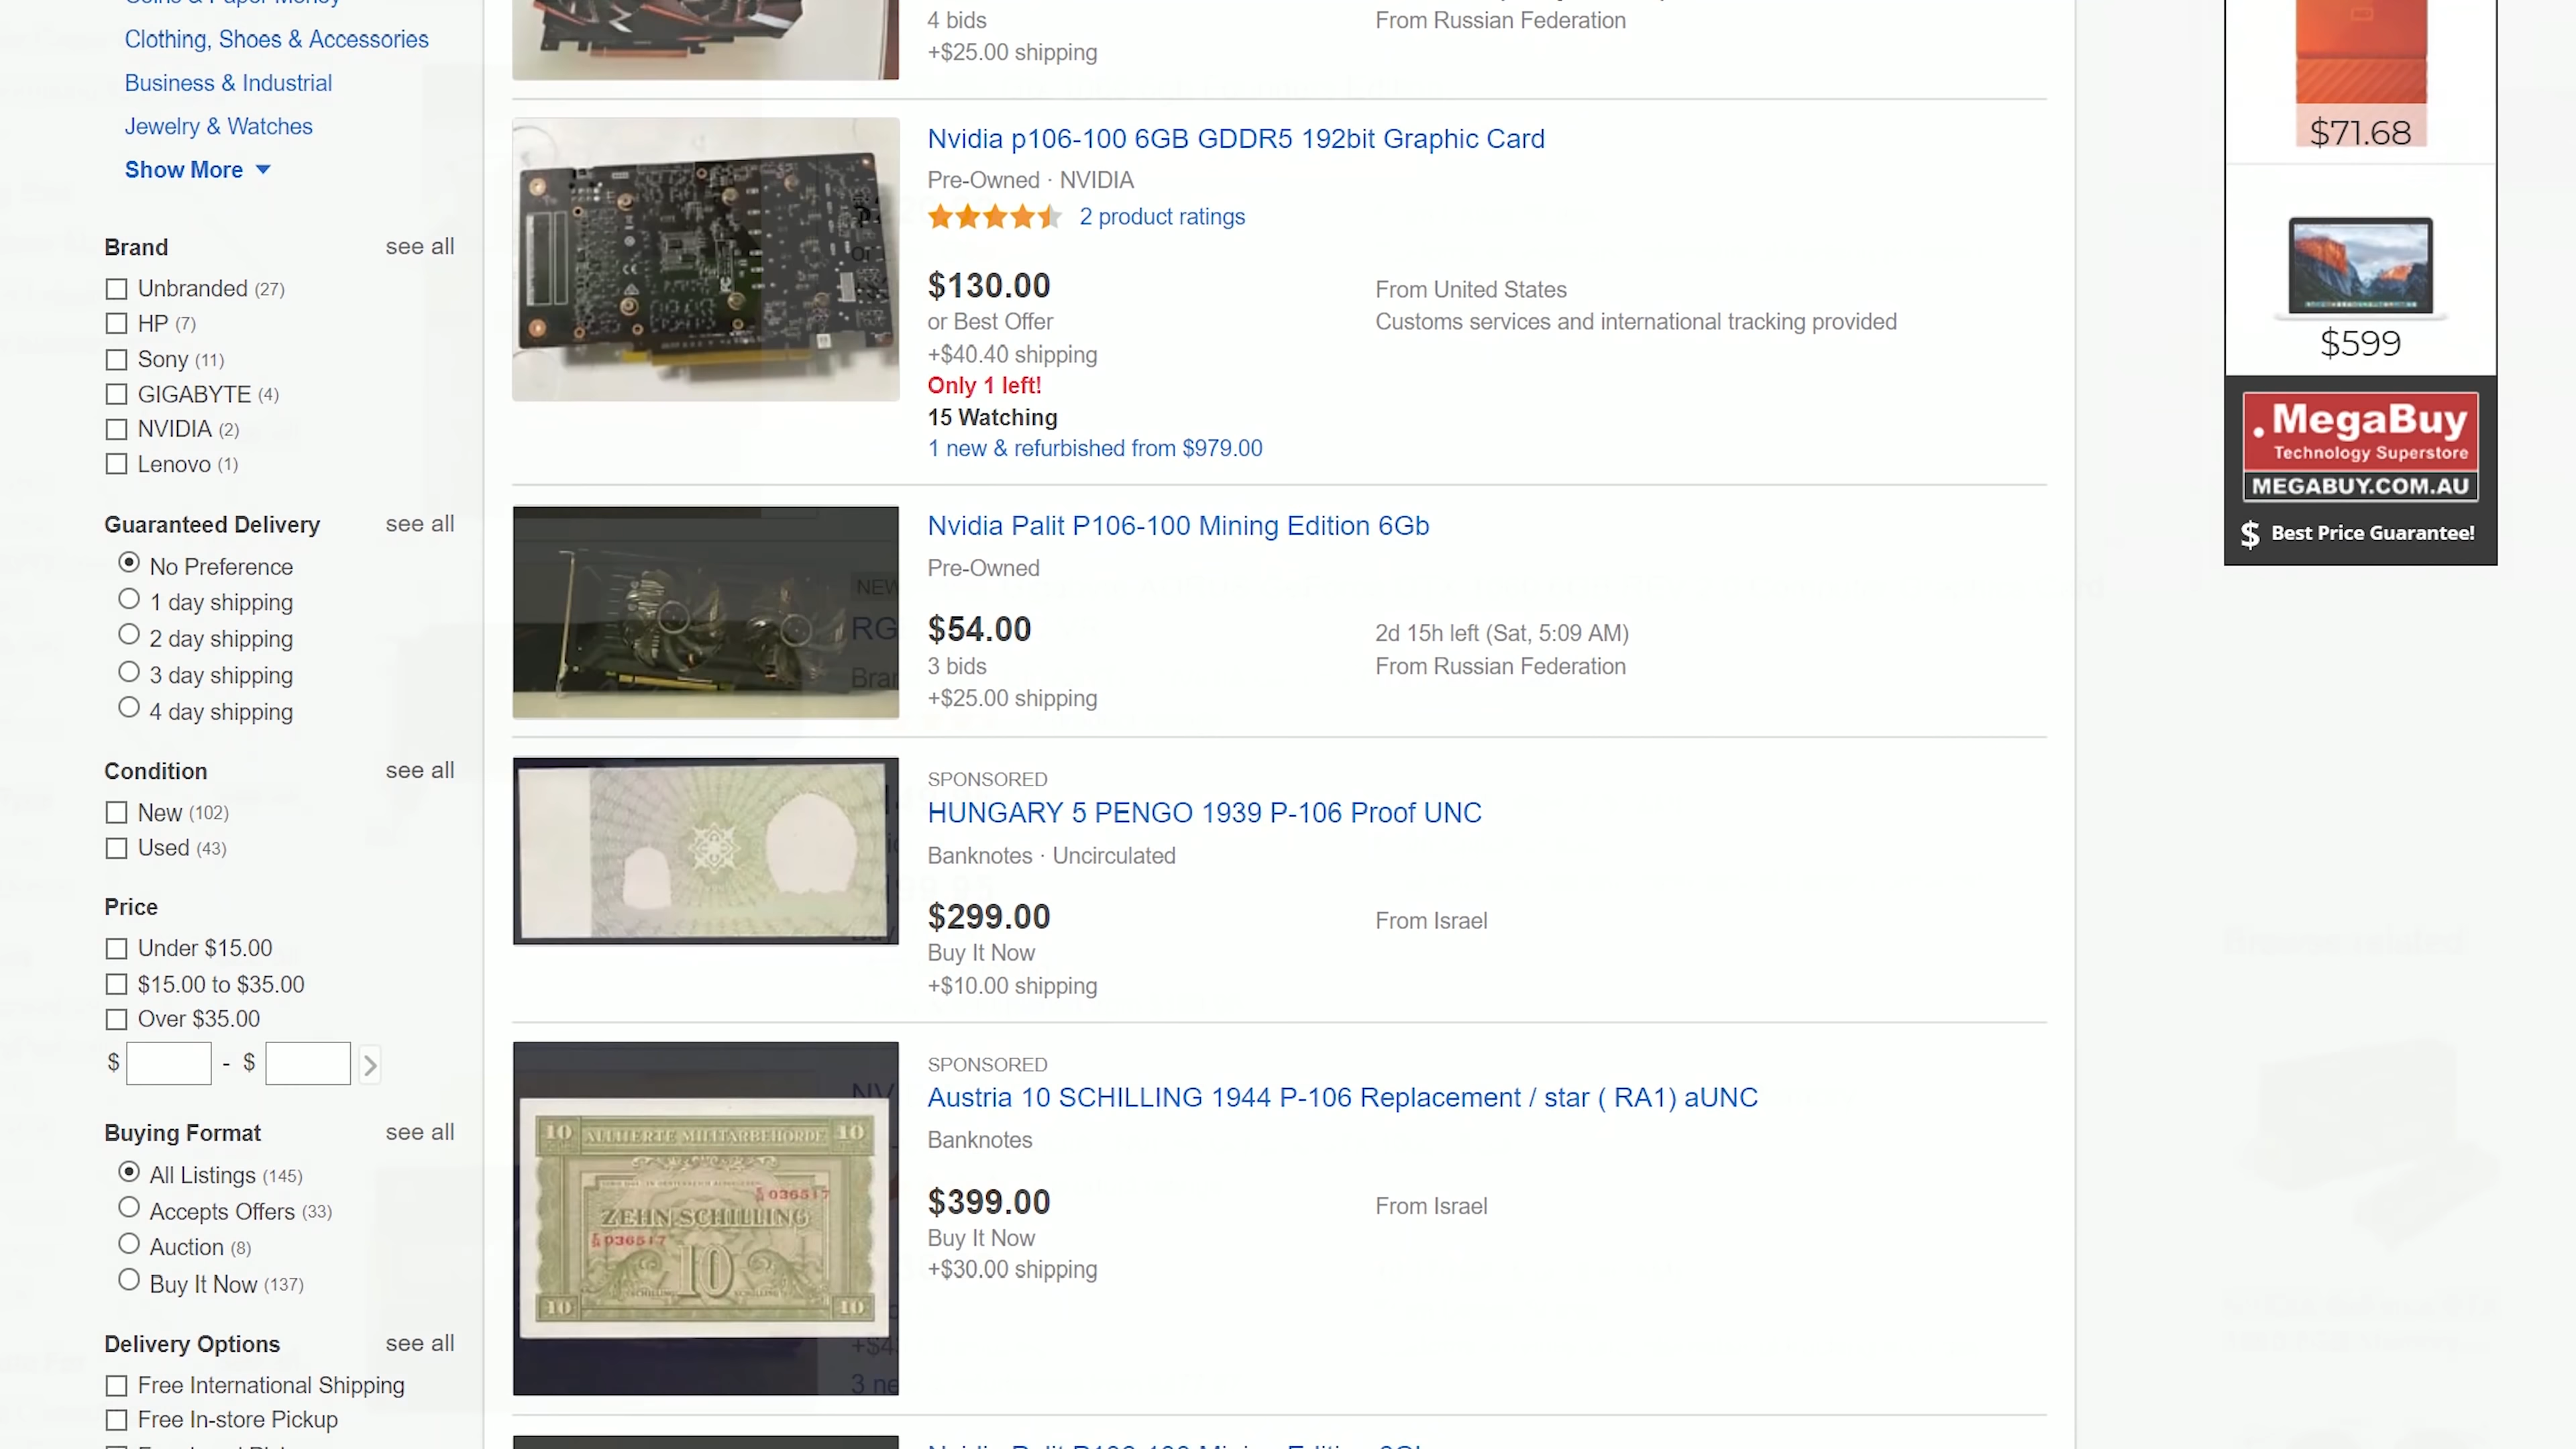 Clothing, Shoes & Accessories
Business & Industrial
Jewelry & Watches
Show More
Brand see all
Unbranded (27)
HP (7)
Sony (11)
GIGABYTE (4)
NVIDIA (2)
Lenovo (1)
Guaranteed Delivery see all
No Preference
1 day shipping
2 day shipping
3 day shipping
4 day shipping
Condition see all
New (102)
Used (43)
Price
Under $15.00
$15.00 to $35.00
Over $35.00
$ - $
Buying Format see all
All Listings (145)
Accepts Offers (33)
Auction (8)
Buy It Now (137)
Delivery Options see all
Free International Shipping
Free In-store Pickup
4 bids
From Russian Federation
+$25.00 shipping
Nvidia p106-100 6GB GDDR5 192bit Graphic Card
Pre-Owned · NVIDIA
2 product ratings
$130.00
From United States
or Best Offer
Customs services and international tracking provided
+$40.40 shipping
Only 1 left!
15 Watching
1 new & refurbished from $979.00
Nvidia Palit P106-100 Mining Edition 6Gb
Pre-Owned
$54.00
2d 15h left (Sat, 5:09 AM)
3 bids
From Russian Federation
+$25.00 shipping
SPONSORED
HUNGARY 5 PENGO 1939 P-106 Proof UNC
Banknotes · Uncirculated
$299.00
From Israel
Buy It Now
+$10.00 shipping
SPONSORED
Austria 10 SCHILLING 1944 P-106 Replacement / star ( RA1) aUNC
Banknotes
$399.00
From Israel
Buy It Now
+$30.00 shipping
10 ALLIIERTE MILITÄRBEHÖRDE 10
036517
ZEHN SCHILLING
036517
10
10 10
$71.68
$599
.MegaBuy
Technology Superstore
MEGABUY.COM.AU
$ Best Price Guarantee!